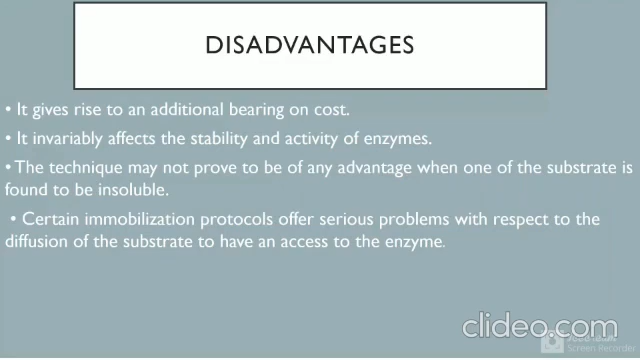 DISADVANTAGES
• It gives rise to an additional bearing on cost.
• It invariably affects the stability and activity of enzymes.
• The technique may not prove to be of any advantage when one of the substrate is
found to be insoluble.
• Certain immobilization protocols offer serious problems with respect to the
diffusion of the substrate to have an access to the enzyme.
clideo.com
Screen Recorder